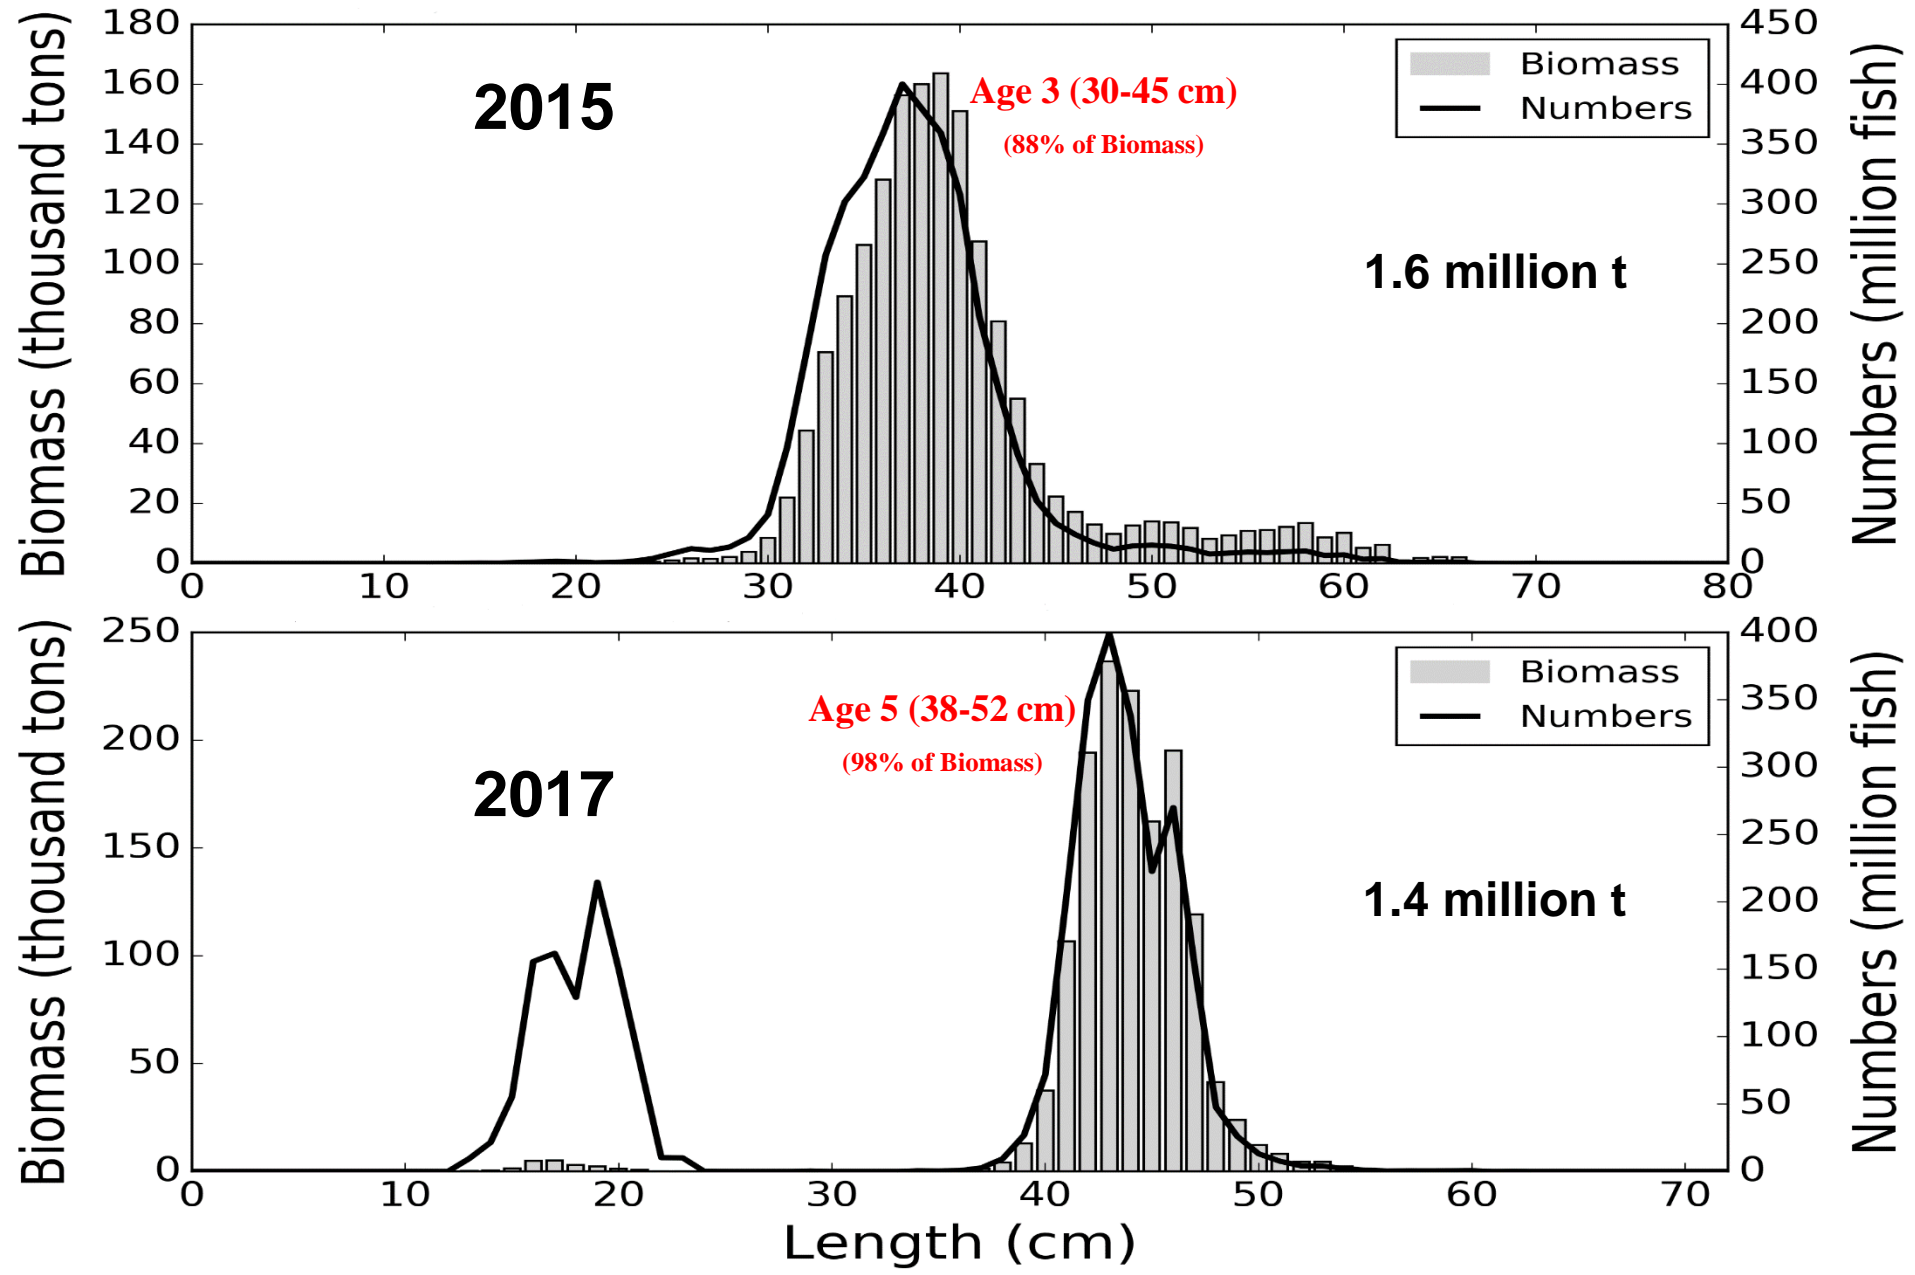 180
160
140
120
100
80
60
40
20
0
Biomass (thousand tons)
2015
Age 3 (30-45 cm)
(88% of Biomass)
1.6 million t
Biomass
Numbers
450
400
350
300
250
200
150
100
50
0
Numbers (million fish)
0 10 20 30 40 50 60 70 80
250
200
150
100
50
0
Biomass (thousand tons)
2017
Age 5 (38-52 cm)
(98% of Biomass)
1.4 million t
Biomass
Numbers
400
350
300
250
200
150
100
50
0
Numbers (million fish)
0 10 20 30 40 50 60 70
Length (cm)